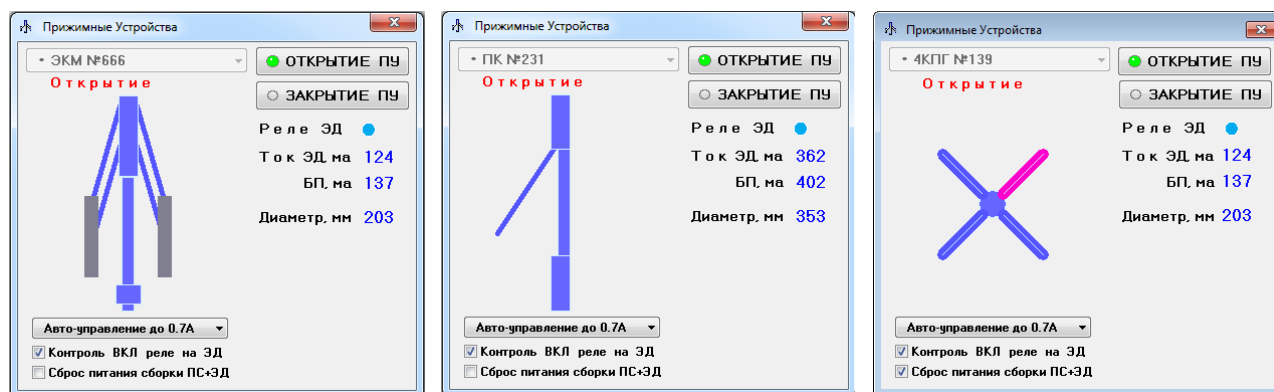 Прижимные Устройства
• ЭКМ №666
Открытие
ОТКРЫТИЕ ПУ
ЗАКРЫТИЕ ПУ
Реле ЭД
Ток ЭД, ма 124
БП, ма 137
Диаметр, мм 203
Авто-управление до 0.7А
Контроль ВКЛ реле на ЭД
Сброс питания сборки ПС+ЭД
Прижимные Устройства
• ПК №231
Открытие
ОТКРЫТИЕ ПУ
ЗАКРЫТИЕ ПУ
Реле ЭД
Ток ЭД, ма 362
БП, ма 402
Диаметр, мм 353
Авто-управление до 0.7А
Контроль ВКЛ реле на ЭД
Сброс питания сборки ПС+ЭД
Прижимные Устройства
• 4КПГ №139
Открытие
ОТКРЫТИЕ ПУ
ЗАКРЫТИЕ ПУ
Реле ЭД
Ток ЭД, ма 124
БП, ма 137
Диаметр, мм 203
Авто-управление до 0.7А
Контроль ВКЛ реле на ЭД
Сброс питания сборки ПС+ЭД